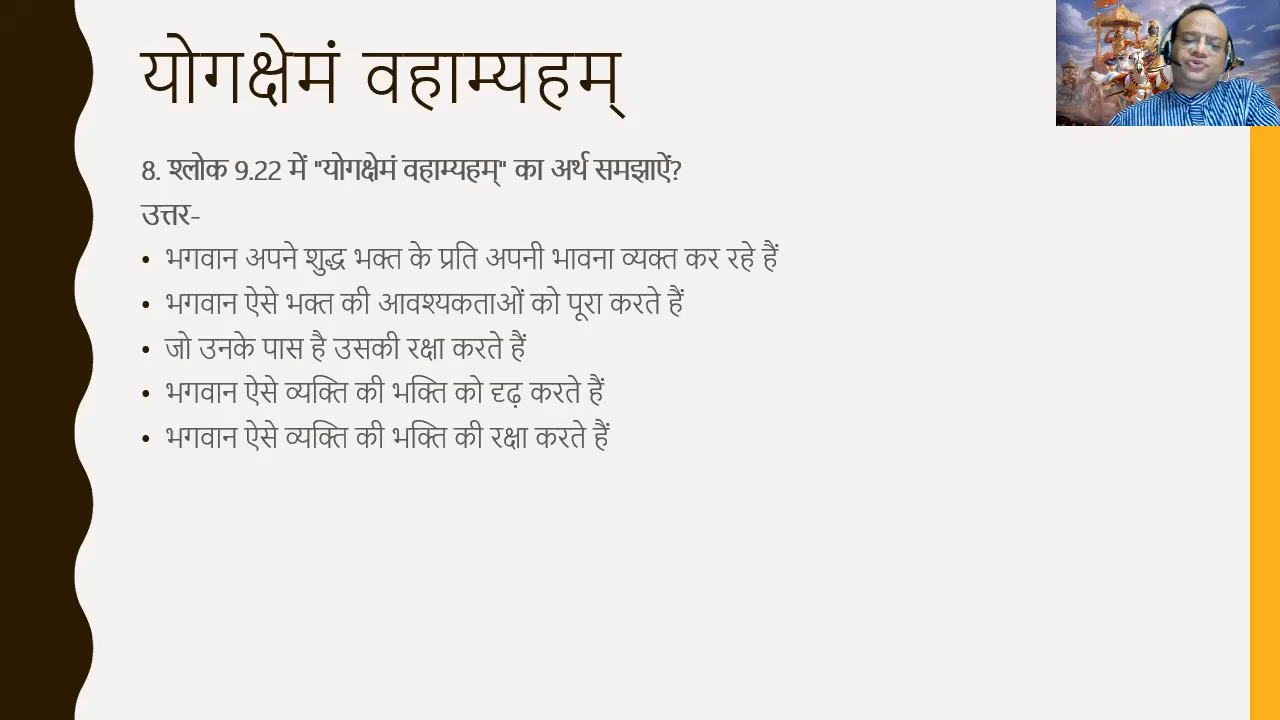 योगक्षेमं वहाम्यहम्
8. श्लोक 9.22 में "योगक्षेमं वहाम्यहम्" का अर्थ समझाऐं?
उत्तर-
• भगवान अपने शुद्ध भक्त के प्रति अपनी भावना व्यक्त कर रहे हैं
• भगवान ऐसे भक्त की आवश्यकताओं को पूरा करते हैं
• जो उनके पास है उसकी रक्षा करते हैं
• भगवान ऐसे व्यक्ति की भक्ति को दृढ़ करते हैं
• भगवान ऐसे व्यक्ति की भक्ति की रक्षा करते हैं